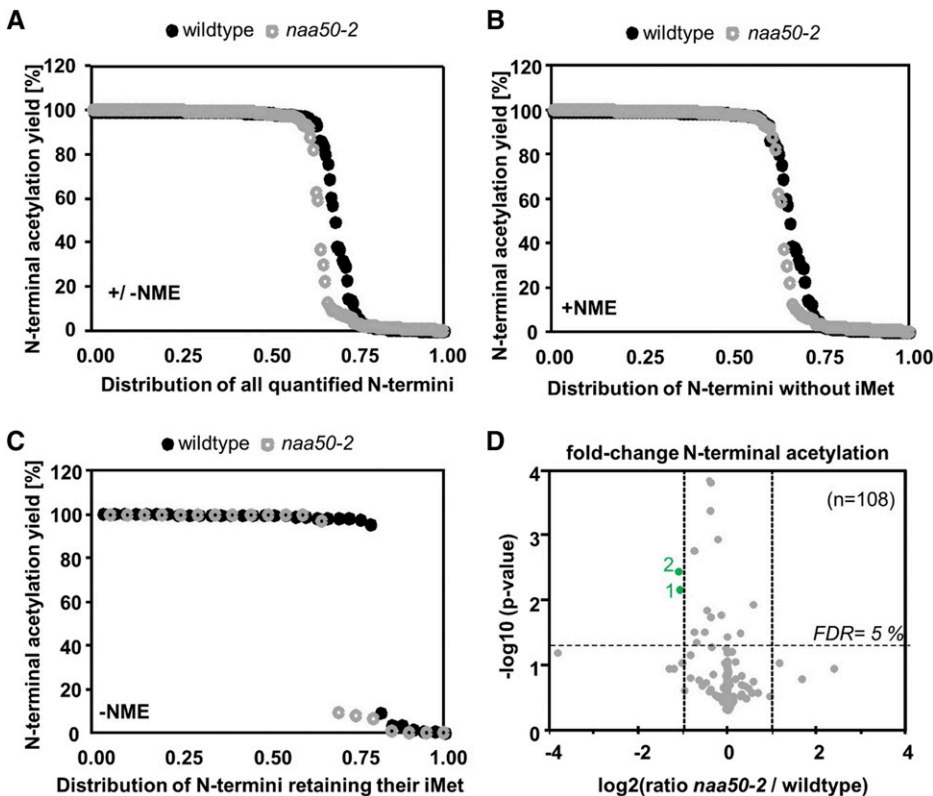 A
wildtype naa50-2
N-terminal acetylation yield [%]
120
100
80
60
40
20
0
+/ -NME
0.00 0.25 0.50 0.75 1.00
Distribution of all quantified N-termini
B
wildtype naa50-2
N-terminal acetylation yield [%]
120
100
80
60
40
20
0
+NME
0.00 0.25 0.50 0.75 1.00
Distribution of N-termini without iMet
C
wildtype naa50-2
N-terminal acetylation yield [%]
120
100
80
60
40
20
0
-NME
0.00 0.25 0.50 0.75 1.00
Distribution of N-termini retaining their iMet
D
fold-change N-terminal acetylation
-log10 (p-value)
4
3
2
1
0
(n=108)
2
1
FDR= 5 %
-4 -2 0 2 4
log2(ratio naa50-2 / wildtype)